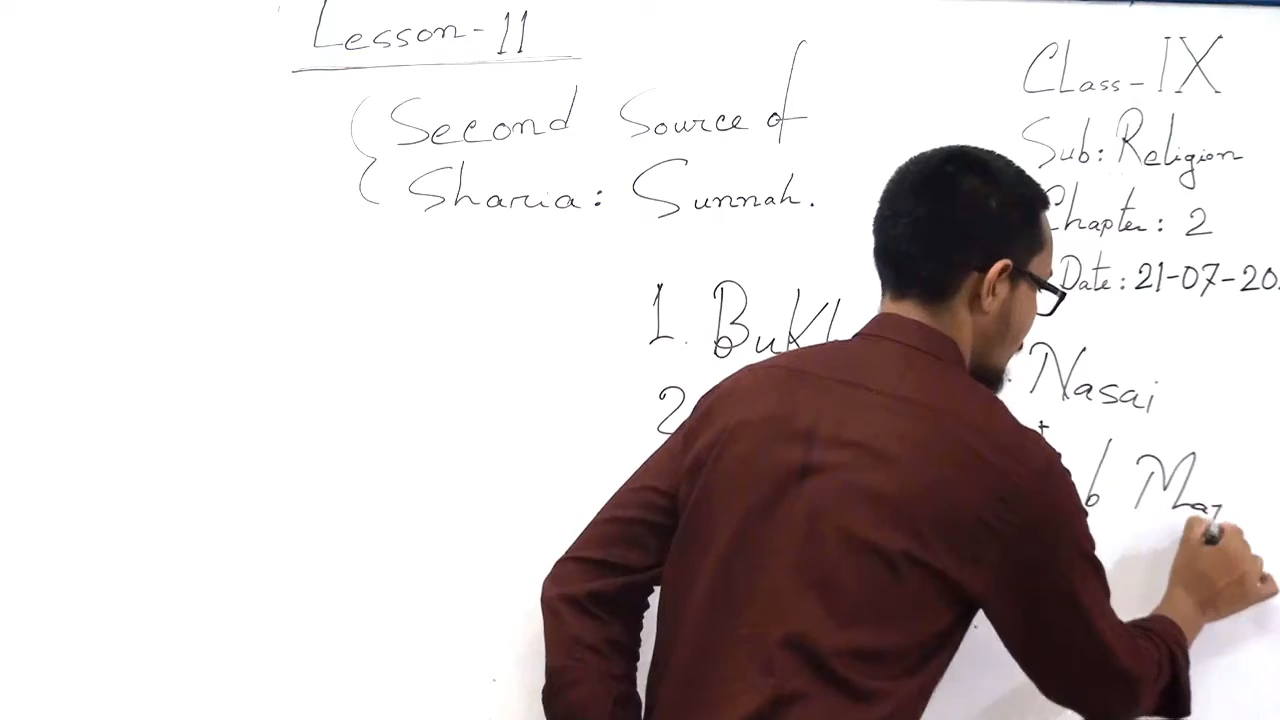 Lesson-11
Second Source of
Sharia: Sunnah.
Class-IX
Sub: Religion
Chapter: 2
Date: 21-07-20
1.
2
Nasai